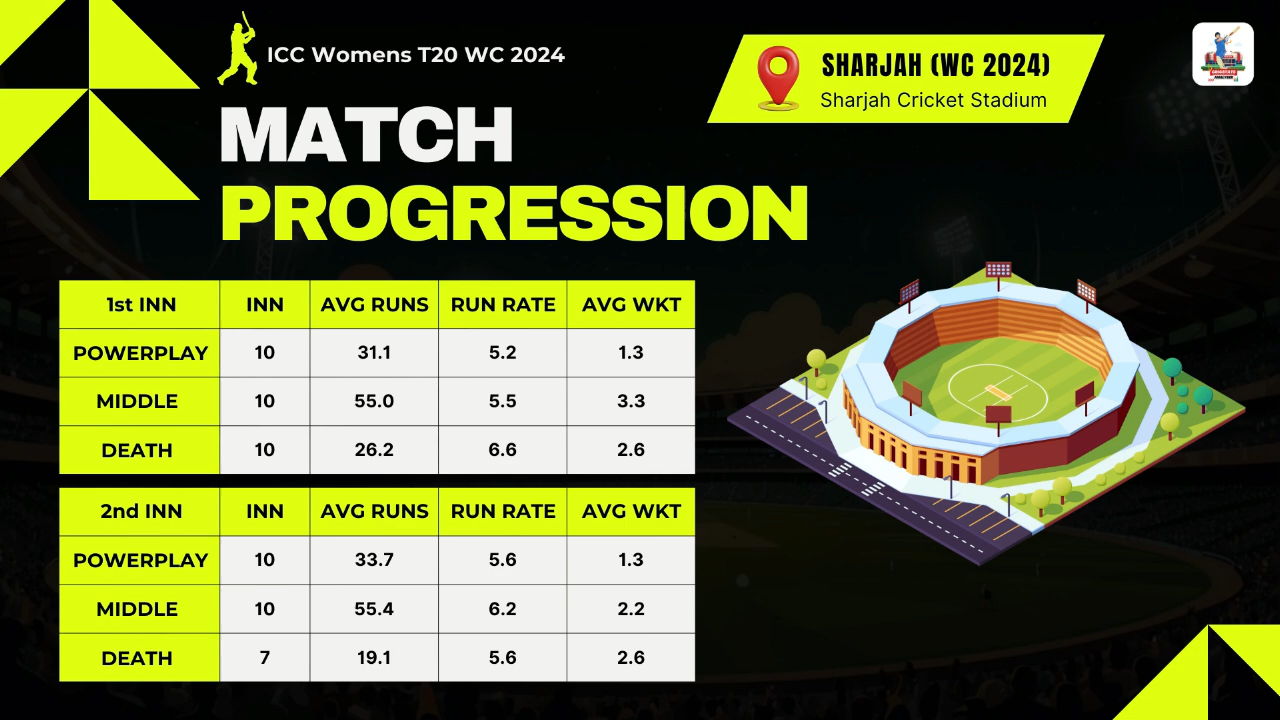 ICC Womens T20 WC 2024
SHARJAH (WC 2024)
Sharjah Cricket Stadium
MATCH
PROGRESSION
1st INN INN AVG RUNS RUN RATE AVG WKT
POWERPLAY 10 31.1 5.2 1.3
MIDDLE 10 55.0 5.5 3.3
DEATH 10 26.2 6.6 2.6
2nd INN INN AVG RUNS RUN RATE AVG WKT
POWERPLAY 10 33.7 5.6 1.3
MIDDLE 10 55.4 6.2 2.2
DEATH 7 19.1 5.6 2.6